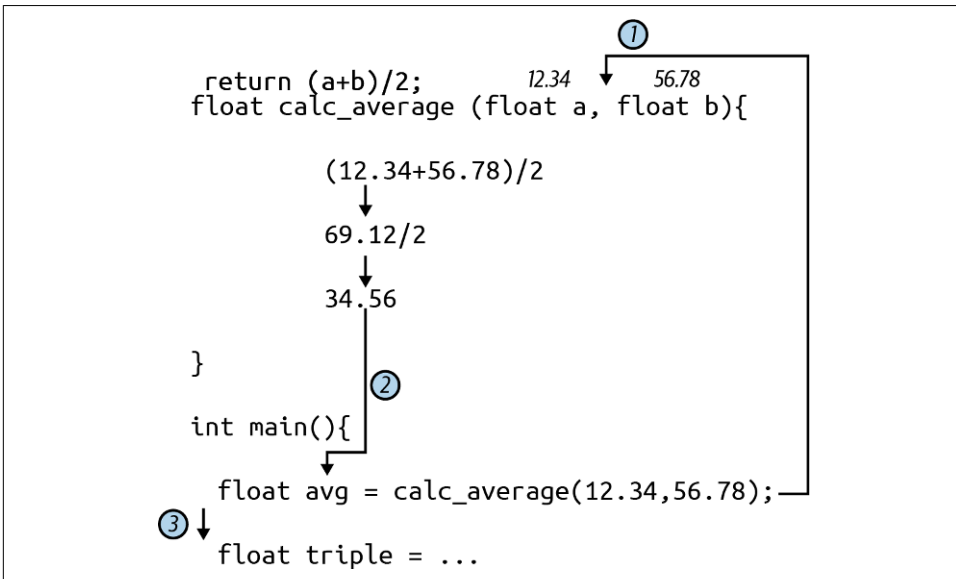 1
return (a+b)/2; 12.34 56.78
float calc_average (float a, float b){
(12.34+56.78)/2
69.12/2
34.56
}
2
int main(){
float avg = calc_average(12.34,56.78);
3
float triple = ...